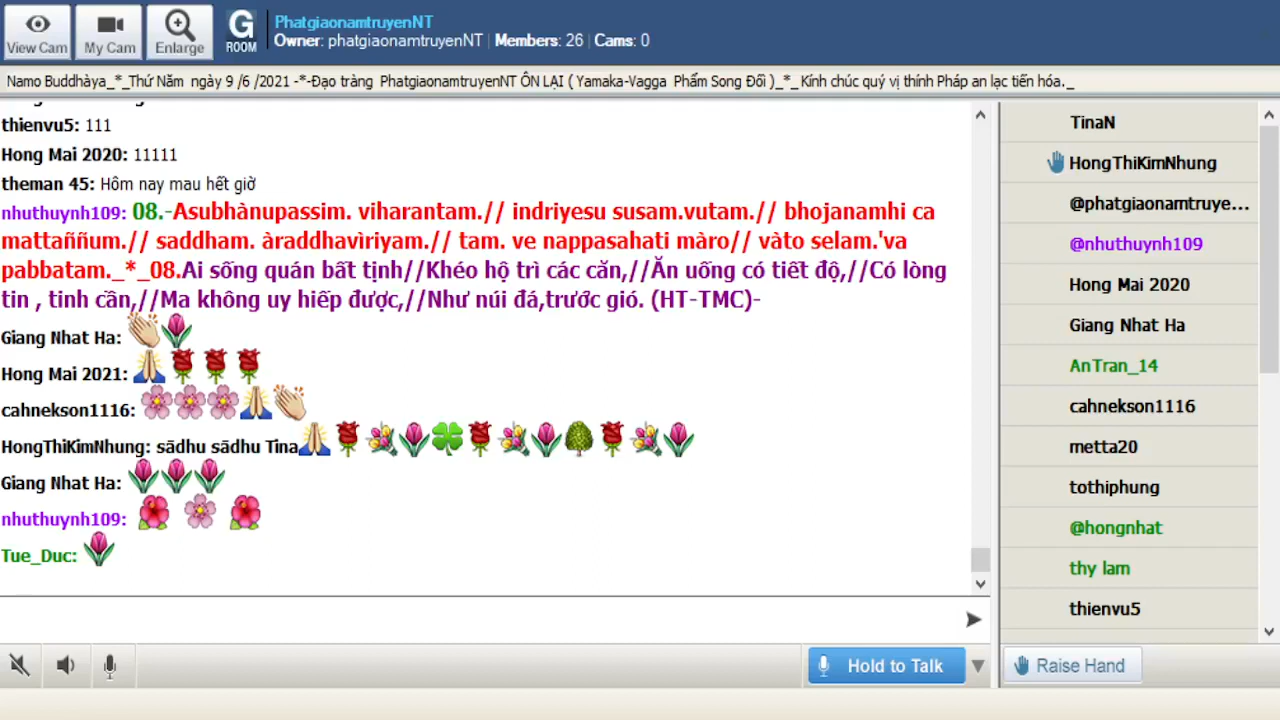 View Cam
My Cam
Enlarge
G
ROOM
PhatgiaonamtruyenNT
Owner: phatgiaonamtruyenNT | Members: 26 | Cams: 0
Namo Buddhàya_*_Thứ Năm ngày 9 /6 /2021 -*-Đạo tràng PhatgiaonamtruyenNT ÔN LẠI ( Yamaka-Vagga Phẩm Song Đối )_*_ Kính chúc quý vị thính Pháp an lạc tiến hóa._
thienvu5: 111
Hong Mai 2020: 11111
theman 45: Hôm nay mau hết giờ
nhuthuynh109: 08.-Asubhànupassim. viharantam.// indriyesu susam.vutam.// bhojanamhi ca
mattaññum.// saddham. àraddhavìriyam.// tam. ve nappasahati màro// vàto selam.'va
pabbatam._*_08.Ai sống quán bất tịnh//Khéo hộ trì các căn,//Ăn uống có tiết độ,//Có lòng
tin , tinh cần,//Ma không uy hiếp được,//Như núi đá,trước gió. (HT-TMC)-
Giang Nhat Ha:
Hong Mai 2021:
cahnekson1116:
HongThiKimNhung: sādhu sādhu Tina
Giang Nhat Ha:
nhuthuynh109:
Tue_Duc:
TinaN
HongThiKimNhung
@phatgiaonamtruye...
@nhuthuynh109
Hong Mai 2020
Giang Nhat Ha
AnTran_14
cahnekson1116
metta20
tothiphung
@hongnhat
thy lam
thienvu5
Hold to Talk
Raise Hand